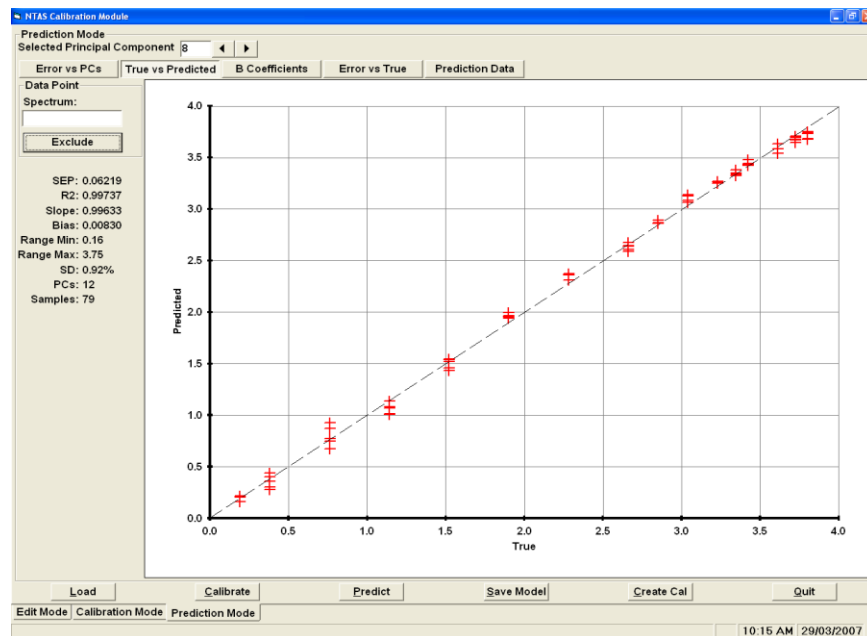 NTAS Calibration Module
Prediction Mode
Selected Principal Component 8
Error vs PCs True vs Predicted B Coefficients Error vs True Prediction Data
Data Point
Spectrum:
Exclude
SEP: 0.06219
R2: 0.99737
Slope: 0.99633
Bias: 0.00830
Range Min: 0.16
Range Max: 3.75
SD: 0.92%
PCs: 12
Samples: 79
4.0
3.5
3.0
2.5
2.0
1.5
1.0
0.5
0.0
Predicted
0.0 0.5 1.0 1.5 2.0 2.5 3.0 3.5 4.0
True
Load Calibrate Predict Save Model Create Cal Quit
Edit Mode Calibration Mode Prediction Mode
10:15 AM 29/03/2007